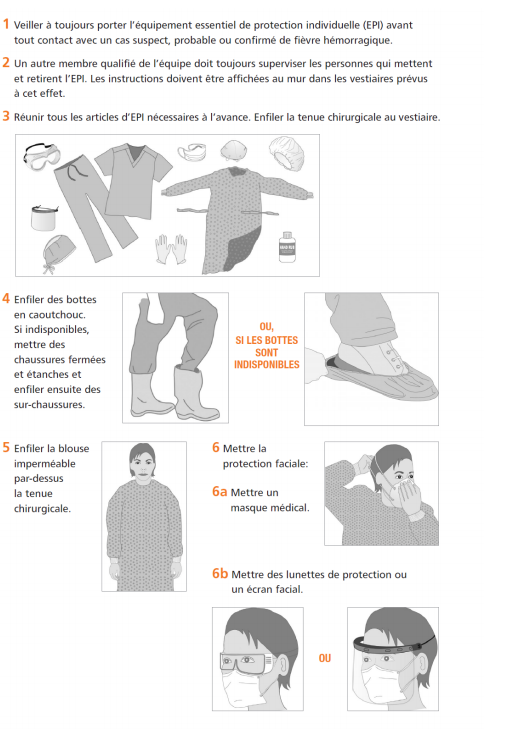 1 Veiller à toujours porter l’équipement essentiel de protection individuelle (EPI) avant
tout contact avec un cas suspect, probable ou confirmé de fièvre hémorragique.
2 Un autre membre qualifié de l’équipe doit toujours superviser les personnes qui mettent
et retirent l’EPI. Les instructions doivent être affichées au mur dans les vestiaires prévus
à cet effet.
3 Réunir tous les articles d’EPI nécessaires à l’avance. Enfiler la tenue chirurgicale au vestiaire.
4 Enfiler des bottes
en caoutchouc.
Si indisponibles,
mettre des
chaussures fermées
et étanches et
enfiler ensuite des
sur-chaussures.
OU,
SI LES BOTTES
SONT
INDISPONIBLES
5 Enfiler la blouse
imperméable
par-dessus
la tenue
chirurgicale.
6 Mettre la
protection faciale:
6a Mettre un
masque médical.
6b Mettre des lunettes de protection ou
un écran facial.
OU